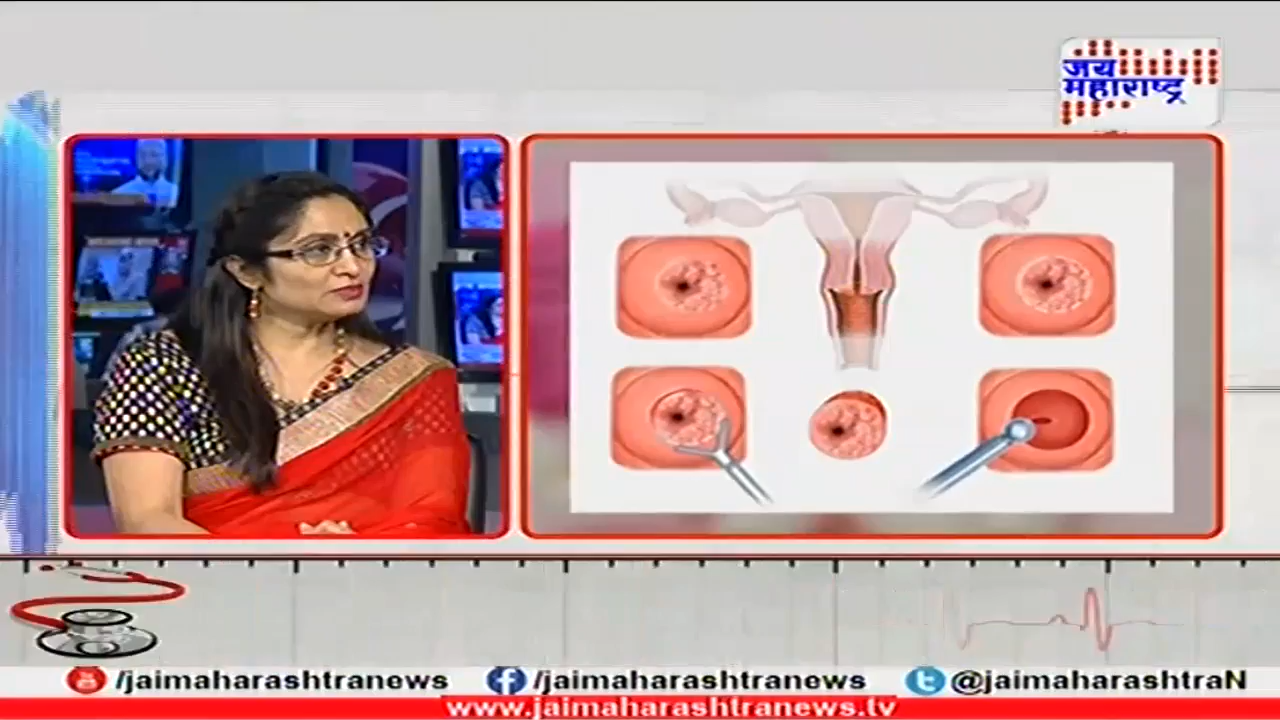 जय
महाराष्ट्र
/jaimaharashtranews /jaimaharashtranews @jaimaharashtraN
www.jaimaharashtranews.tv